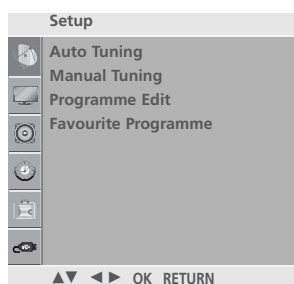 Setup
Auto Tuning
Manual Tuning
Programme Edit
Favourite Programme
▲▼ ◄► OK RETURN